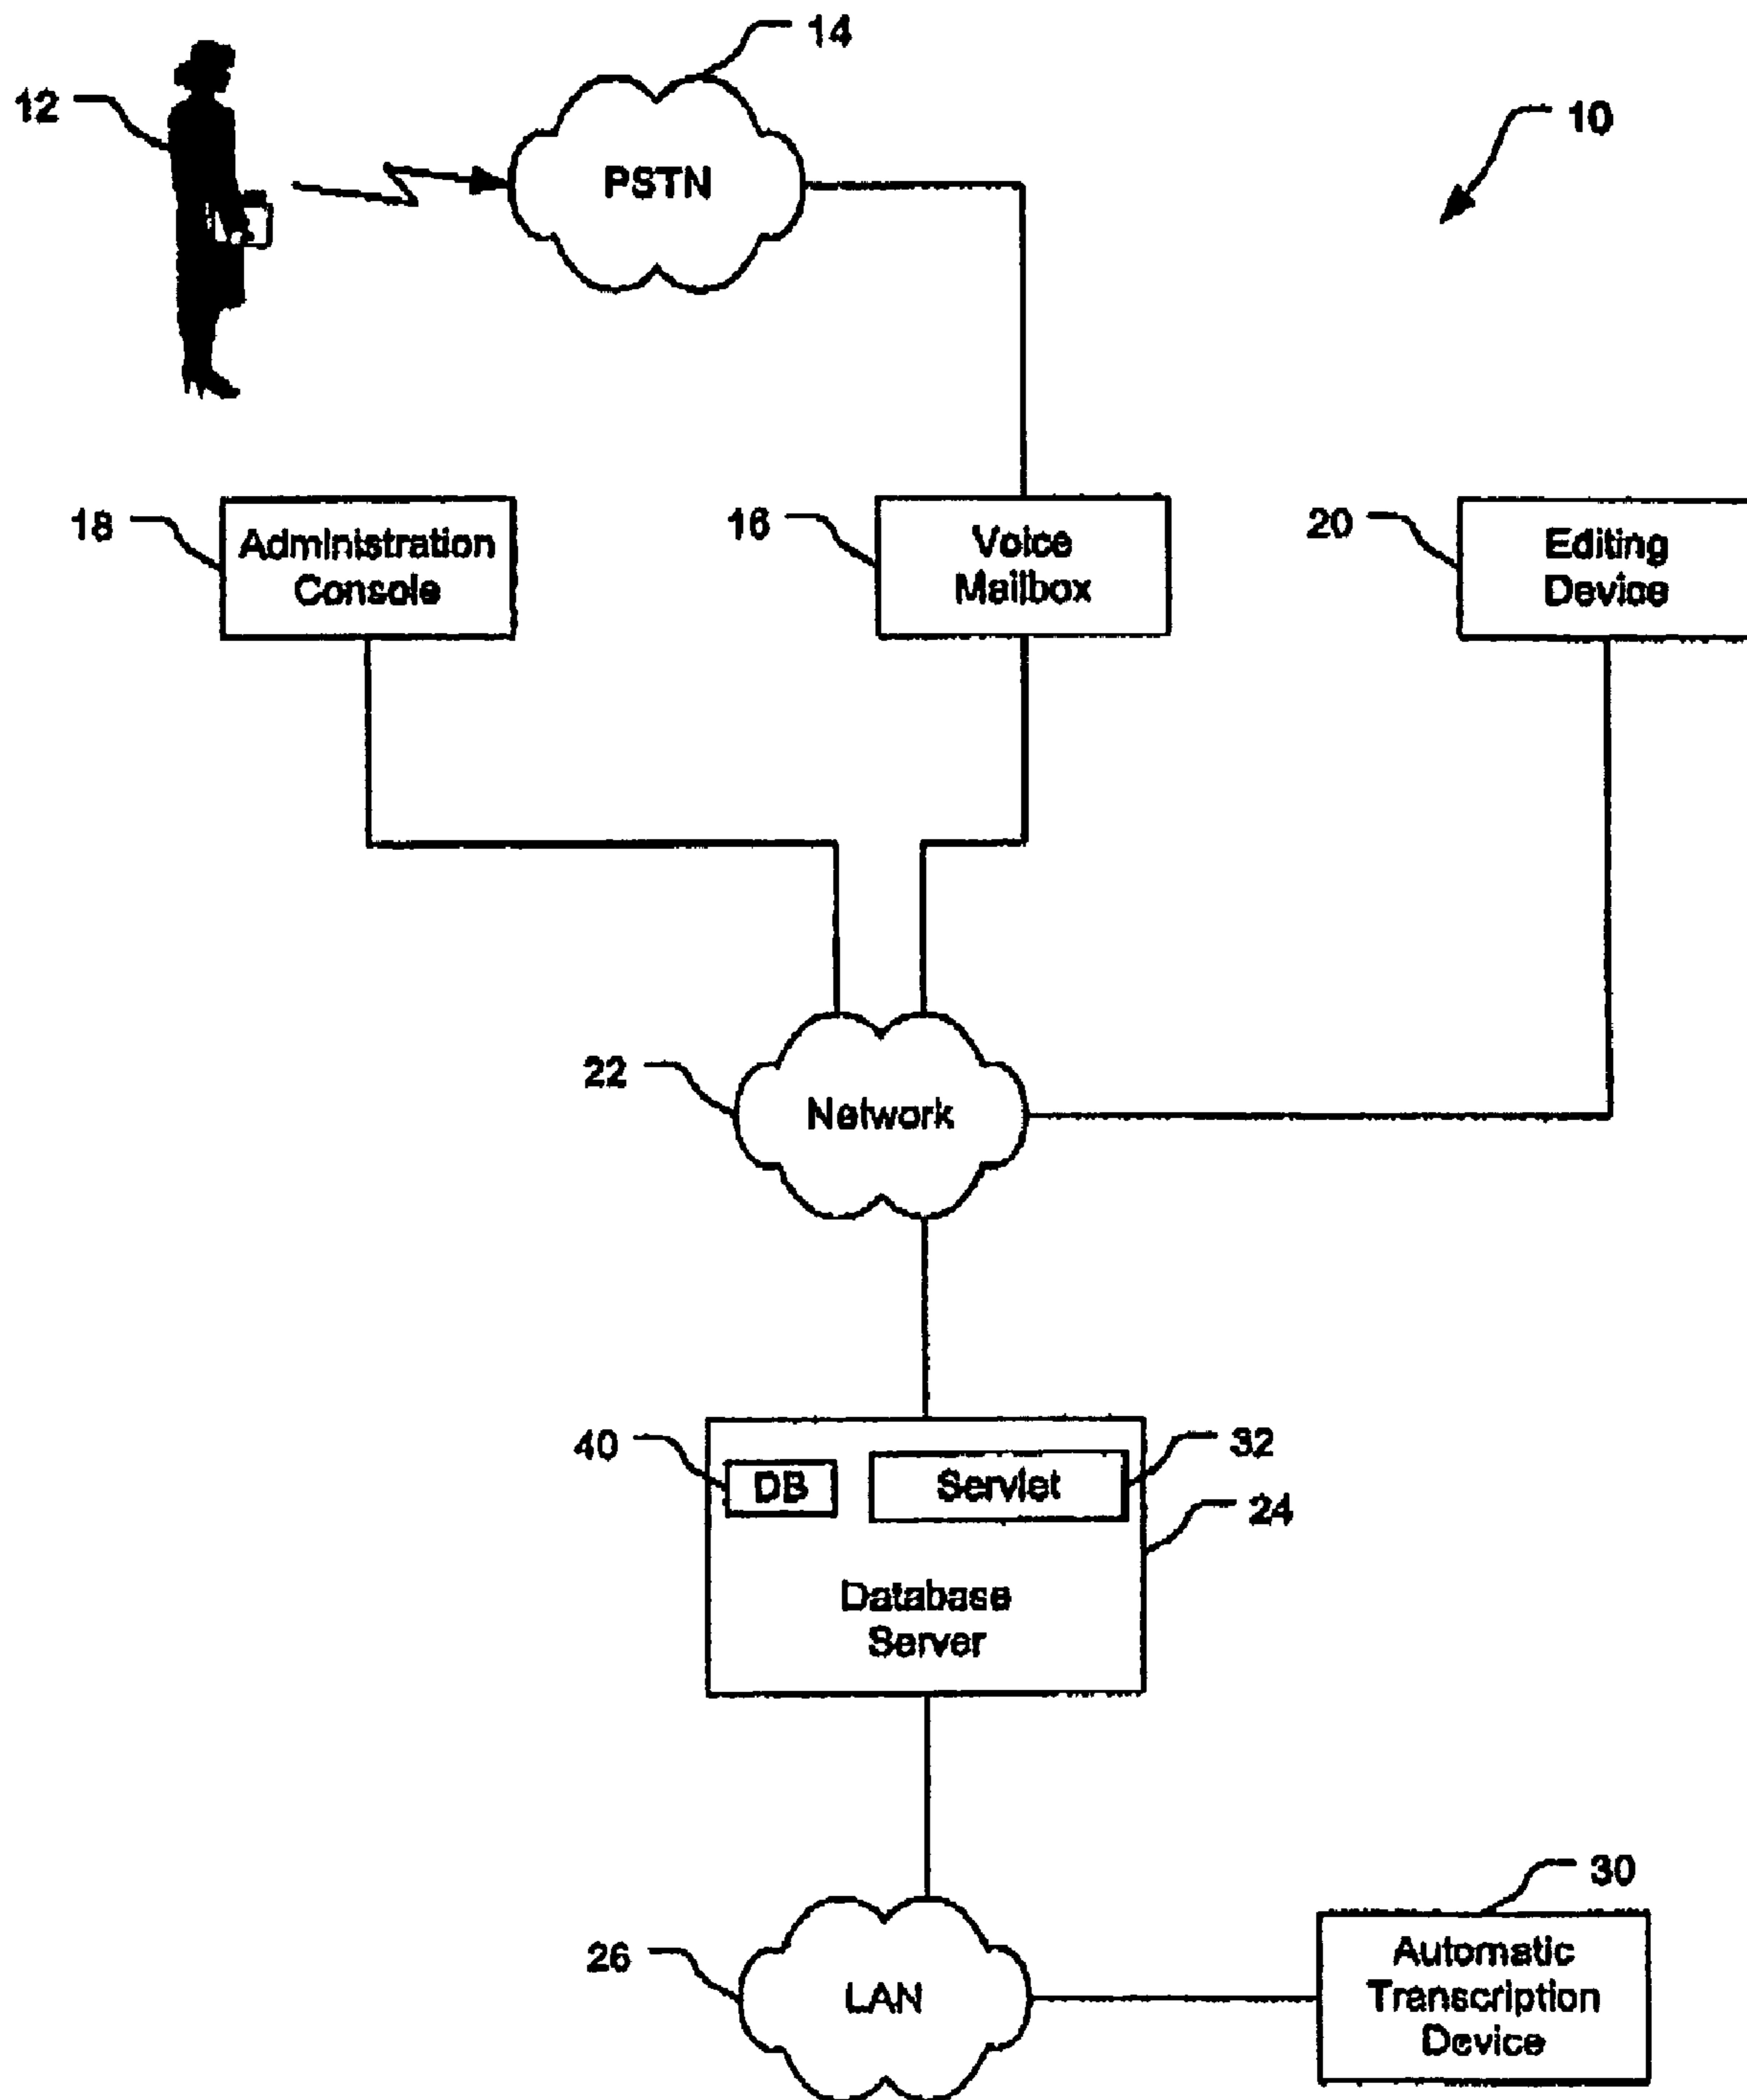 14
12
10
PSTN
18
Administration
Console
16
Voice
Mailbox
20
Editing
Device
22
Network
40
DB
Servlet
32
24
Database
Server
30
26
LAN
Automatic
Transcription
Device